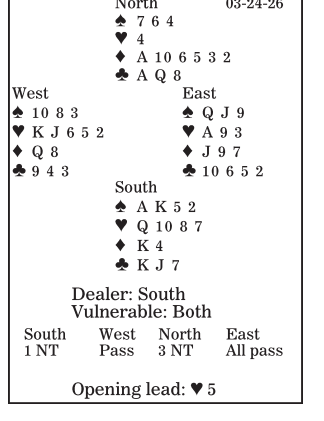 North 03-24-26
♠ 7 6 4
♥ 4
♦ A 10 6 5 3 2
♣ A Q 8
West East
♠ 10 8 3 ♠ Q J 9
♥ K J 6 5 2 ♥ A 9 3
♦ Q 8 ♦ J 9 7
♣ 9 4 3 ♣ 10 6 5 2
South
♠ A K 5 2
♥ Q 10 8 7
♦ K 4
♣ K J 7
Dealer: South
Vulnerable: Both
South West North East
1 NT Pass 3 NT All pass
Opening lead: ♥ 5